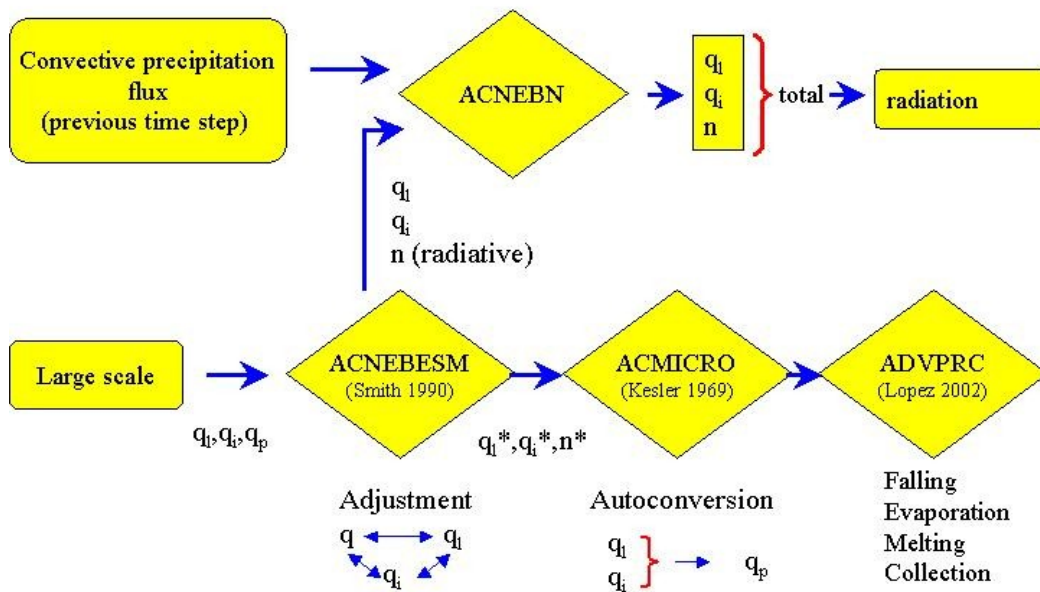 Convective precipitation
flux
(previous time step)
ACNEBN
ql
qi
n
total
radiation
ql
qi
n (radiative)
Large scale
ql,qi,qp
ACNEBESM
(Smith 1990)
ql*,qi*,n*
ACMICRO
(Kesler 1969)
ADVPRC
(Lopez 2002)
Adjustment
q
ql
qi
Autoconversion
ql
qi
qp
Falling
Evaporation
Melting
Collection